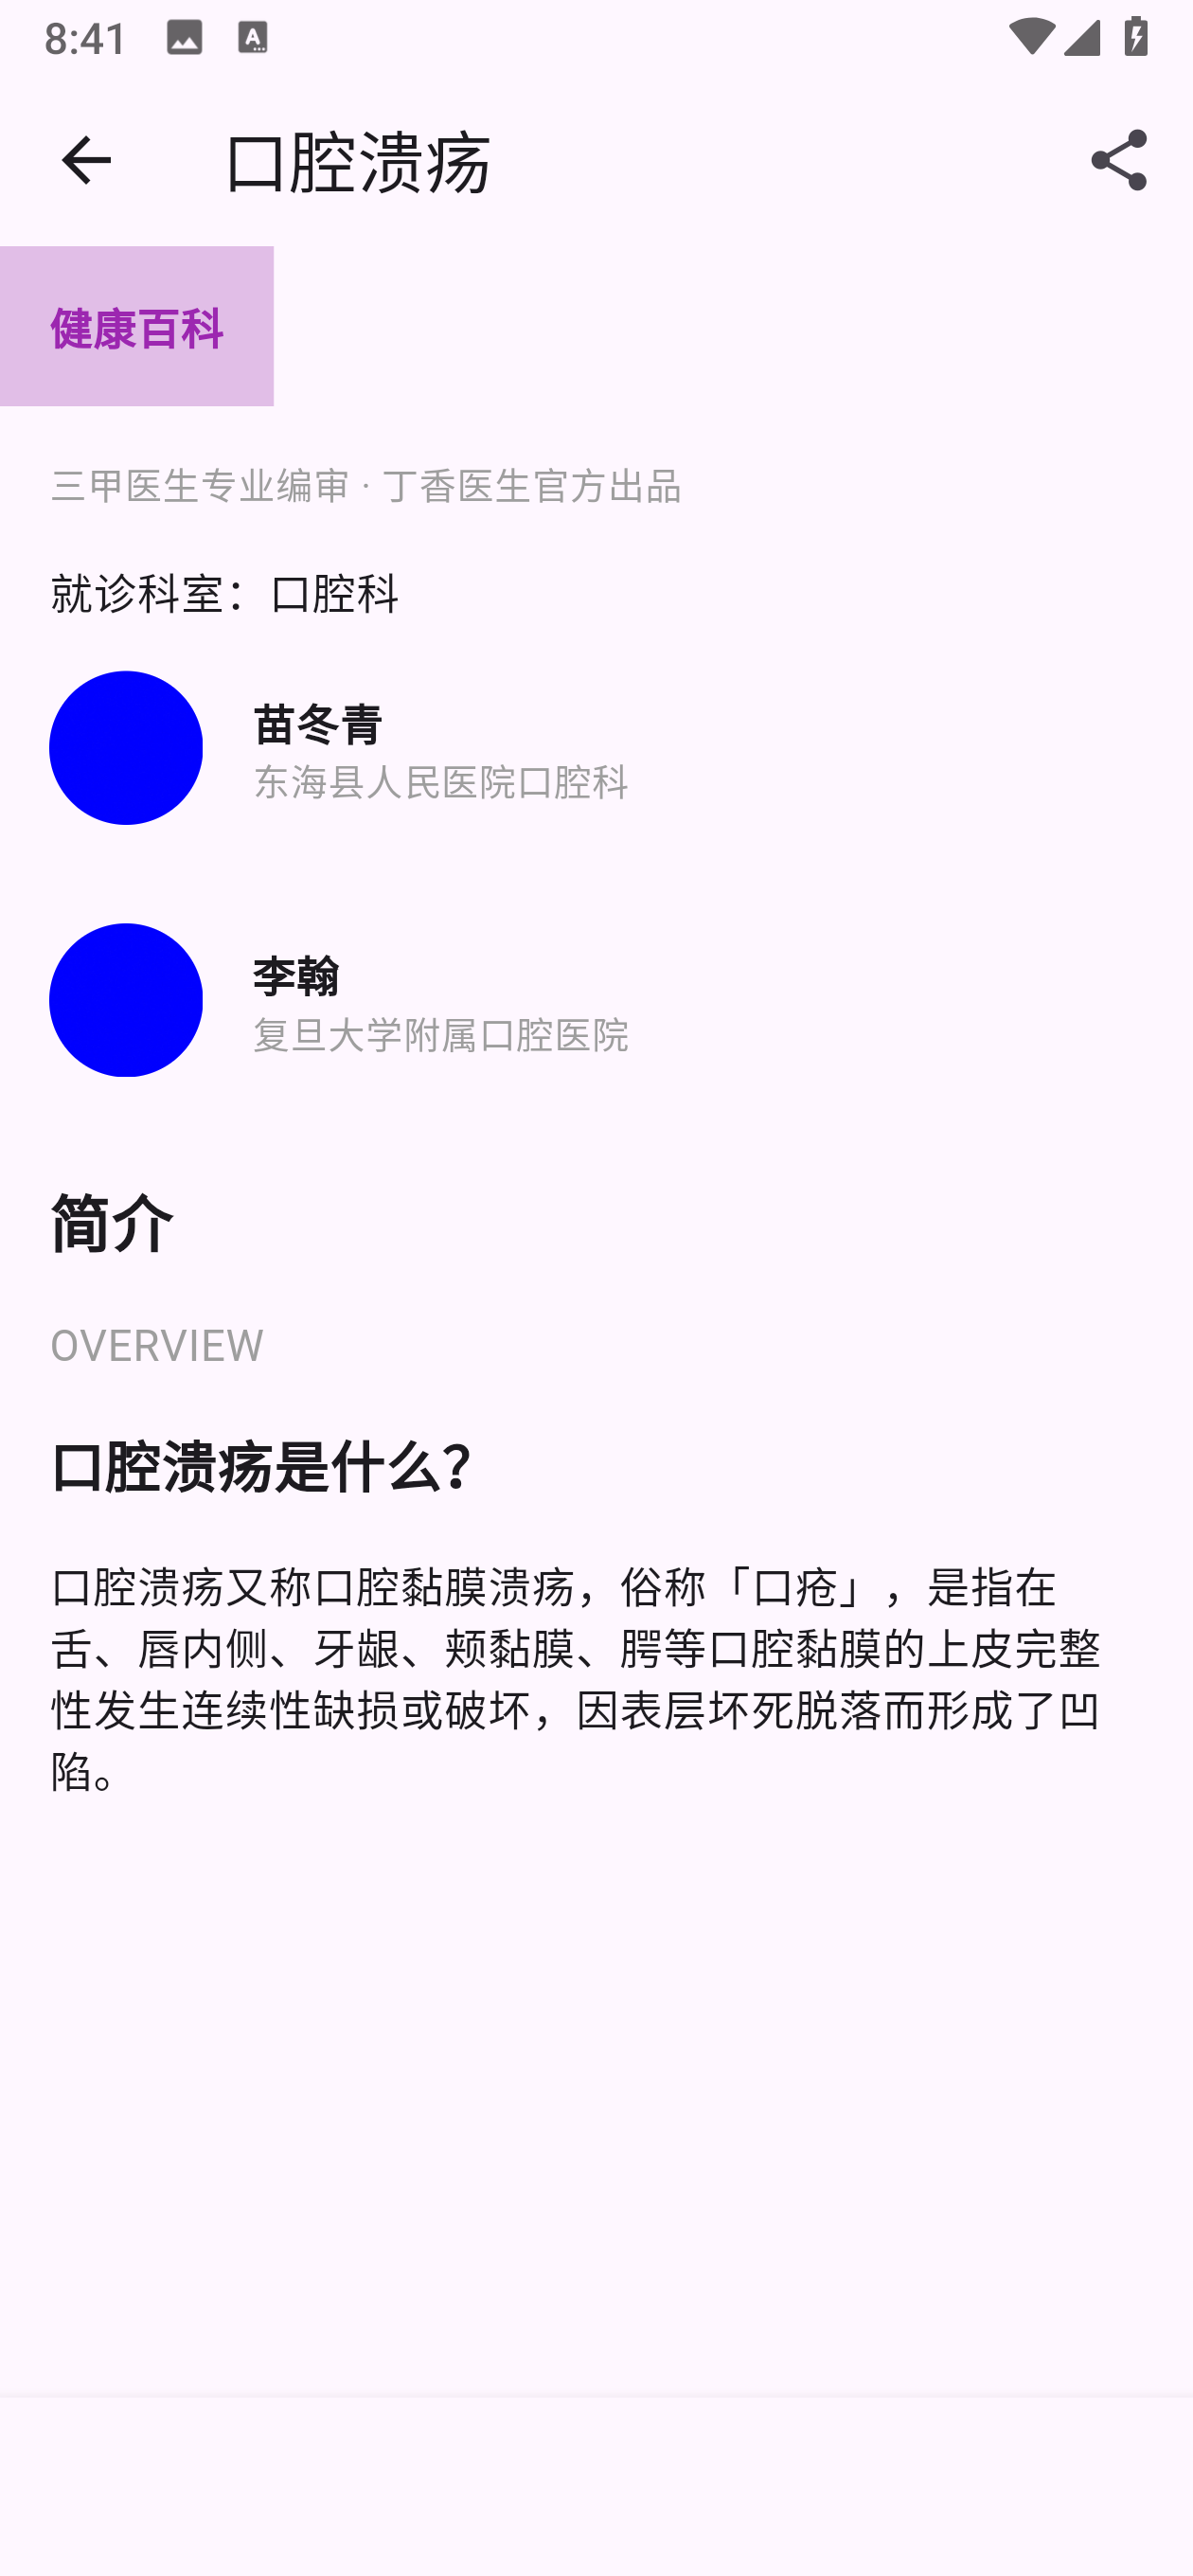 8:41
口腔溃疡
健康百科
三甲医生专业编审 · 丁香医生官方出品
就诊科室：口腔科
苗冬青
东海县人民医院口腔科
李翰
复旦大学附属口腔医院
简介
OVERVIEW
口腔溃疡是什么？
口腔溃疡又称口腔黏膜溃疡，俗称「口疮」，是指在
舌、唇内侧、牙龈、颊黏膜、腭等口腔黏膜的上皮完整
性发生连续性缺损或破坏，因表层坏死脱落而形成了凹
陷。